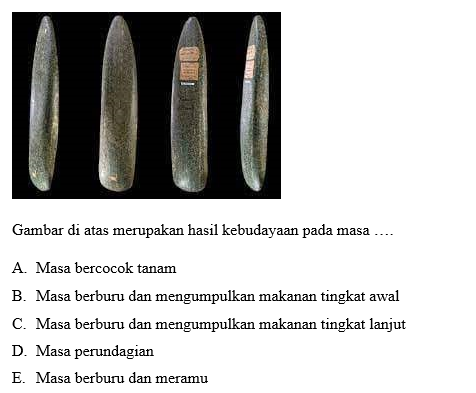 Gambar di atas merupakan hasil kebudayaan pada masa ….
A. Masa bercocok tanam
B. Masa berburu dan mengumpulkan makanan tingkat awal
C. Masa berburu dan mengumpulkan makanan tingkat lanjut
D. Masa perundagian
E. Masa berburu dan meramu